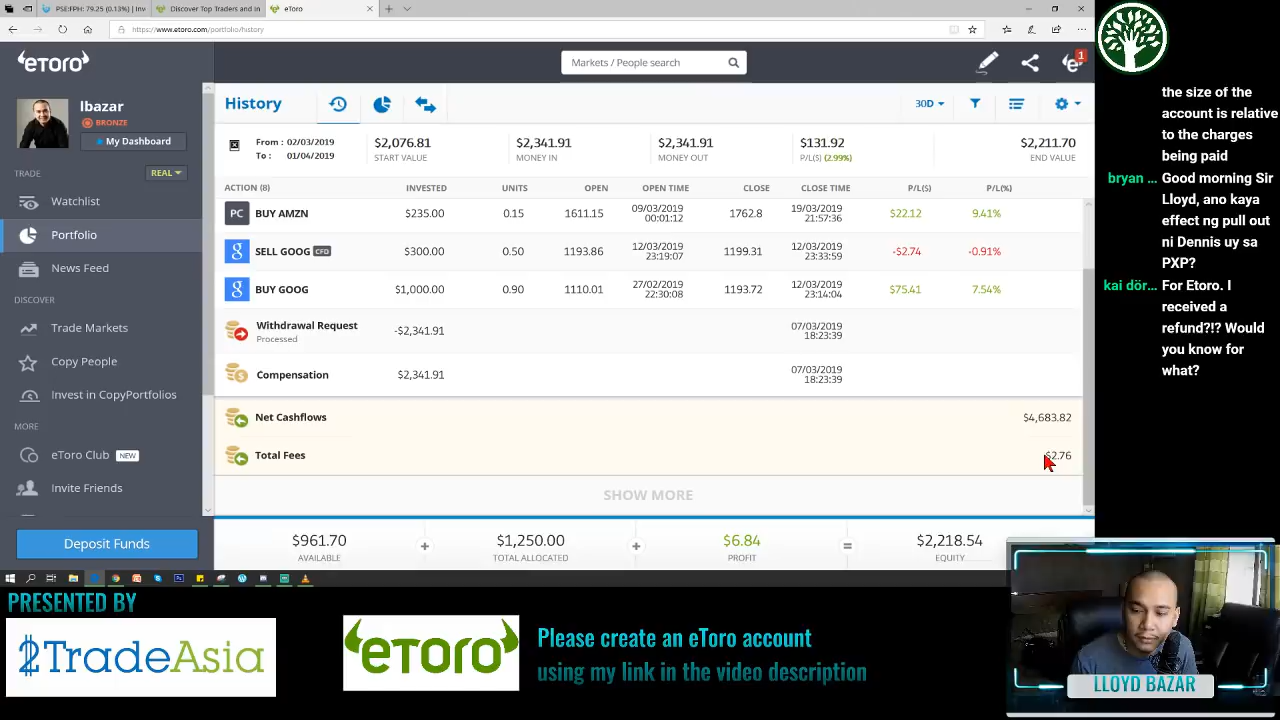 PSE:FPH: 79.25 (0.13%) | Inv
Discover Top Traders and in
eToro
https://www.etoro.com/portfolio/history
eToro
Markets / People search
1
lbazar
BRONZE
My Dashboard
TRADE
REAL
Watchlist
Portfolio
News Feed
DISCOVER
Trade Markets
Copy People
Invest in CopyPortfolios
MORE
eToro Club NEW
Invite Friends
Deposit Funds
History
30D
From : 02/03/2019
To : 01/04/2019
$2,076.81
START VALUE
$2,341.91
MONEY IN
$2,341.91
MONEY OUT
$131.92
P/L($) (2.99%)
$2,211.70
END VALUE
ACTION (8) INVESTED UNITS OPEN OPEN TIME CLOSE CLOSE TIME P/L($) P/L(%)
PC BUY AMZN $235.00 0.15 1611.15 09/03/2019 00:01:12 1762.8 19/03/2019 21:57:36 $22.12 9.41%
g SELL GOOG CFD $300.00 0.50 1193.86 12/03/2019 23:19:07 1199.31 12/03/2019 23:33:59 -$2.74 -0.91%
g BUY GOOG $1,000.00 0.90 1110.01 27/02/2019 22:30:08 1193.72 12/03/2019 23:14:04 $75.41 7.54%
Withdrawal Request
Processed
-$2,341.91 07/03/2019 18:23:39
Compensation $2,341.91 07/03/2019 18:23:39
Net Cashflows $4,683.82
Total Fees $2.76
SHOW MORE
$961.70
AVAILABLE
+
$1,250.00
TOTAL ALLOCATED
+
$6.84
PROFIT
=
$2,218.54
EQUITY
the size of the
account is relative
to the charges
being paid
bryan … Good morning Sir
Lloyd, ano kaya
effect ng pull out
ni Dennis uy sa
PXP?
kai dör… For Etoro. I
received a
refund?!? Would
you know for
what?
PRESENTED BY
2TradeAsia
eToro
Please create an eToro account
using my link in the video description
LLOYD BAZAR